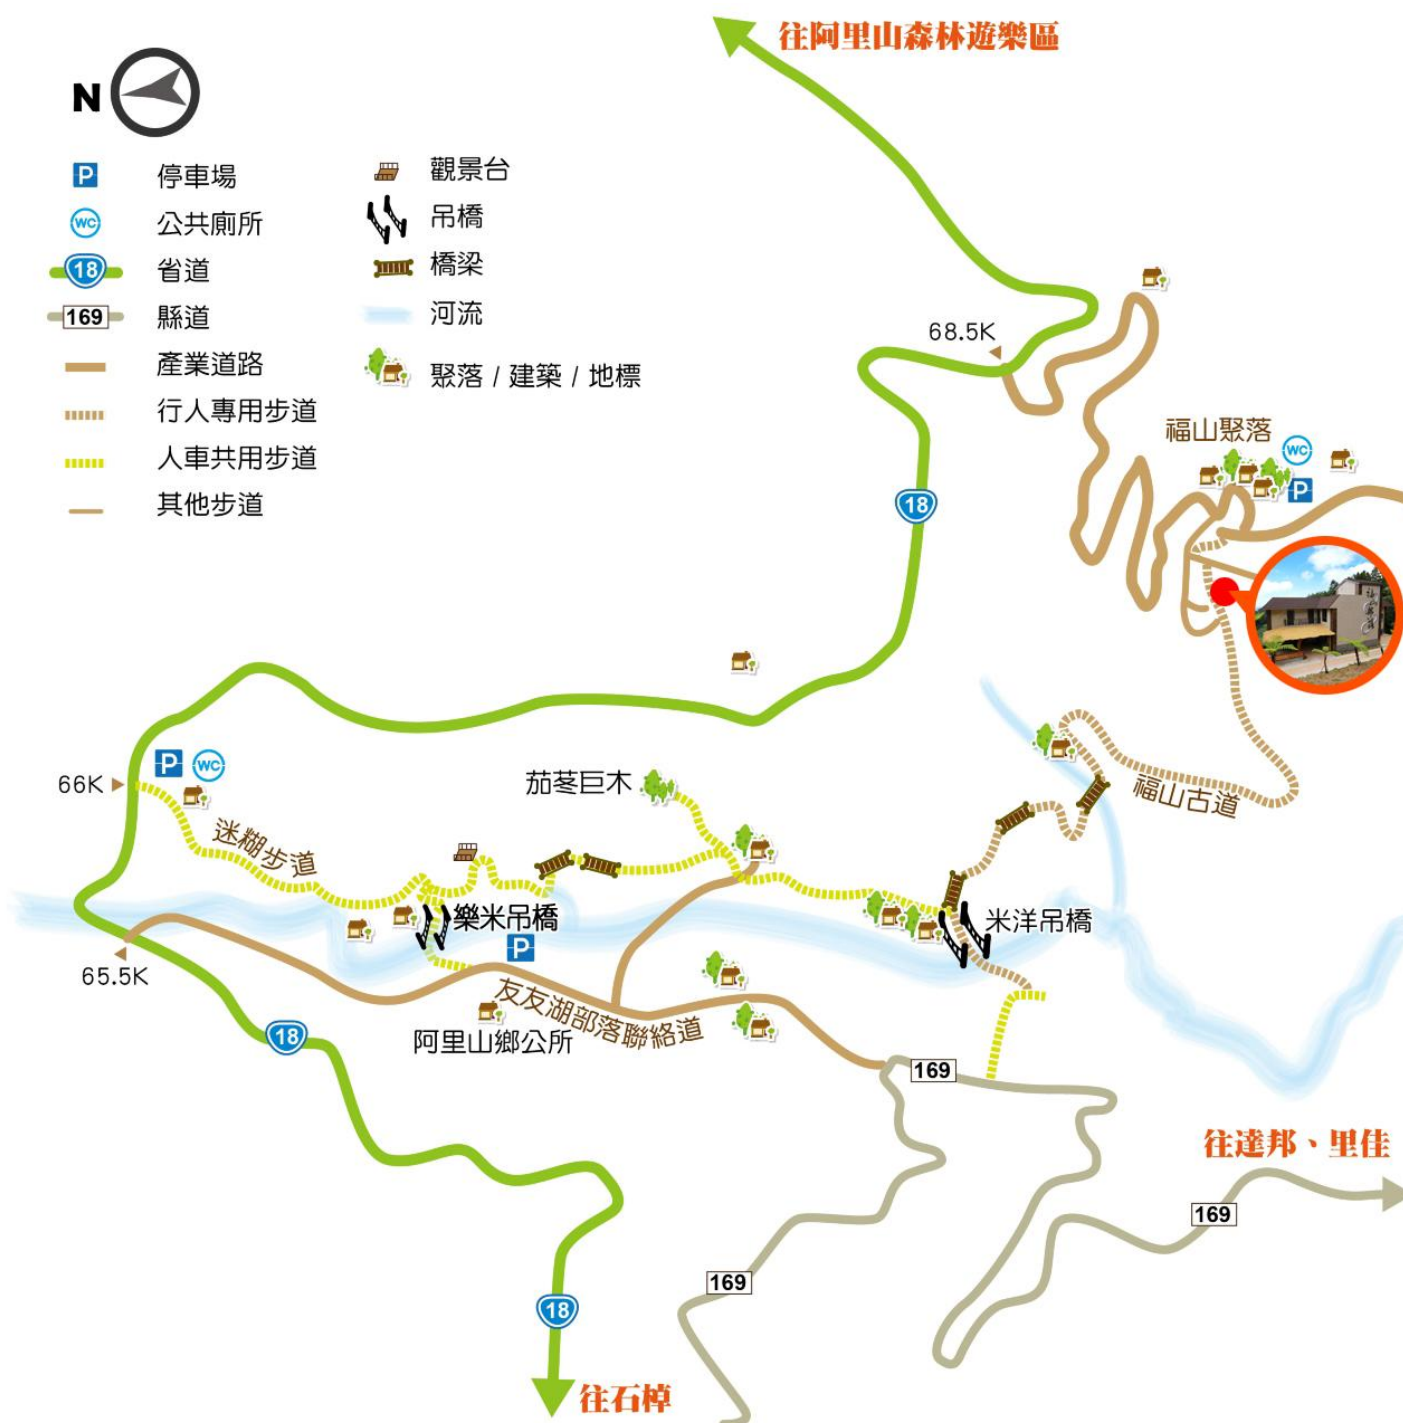 往阿里山森林遊樂區
N
P
停車場
WC
公共廁所
18
省道
169
縣道
產業道路
行人專用步道
人車共用步道
其他步道
觀景台
吊橋
橋梁
河流
聚落 / 建築 / 地標
68.5K
福山聚落
WC
P
18
66K
P
WC
迷糊步道
茄苳巨木
福山古道
樂米吊橋
P
米洋吊橋
65.5K
友友湖部落聯絡道
阿里山鄉公所
18
169
往達邦、里佳
169
169
18
往石棹